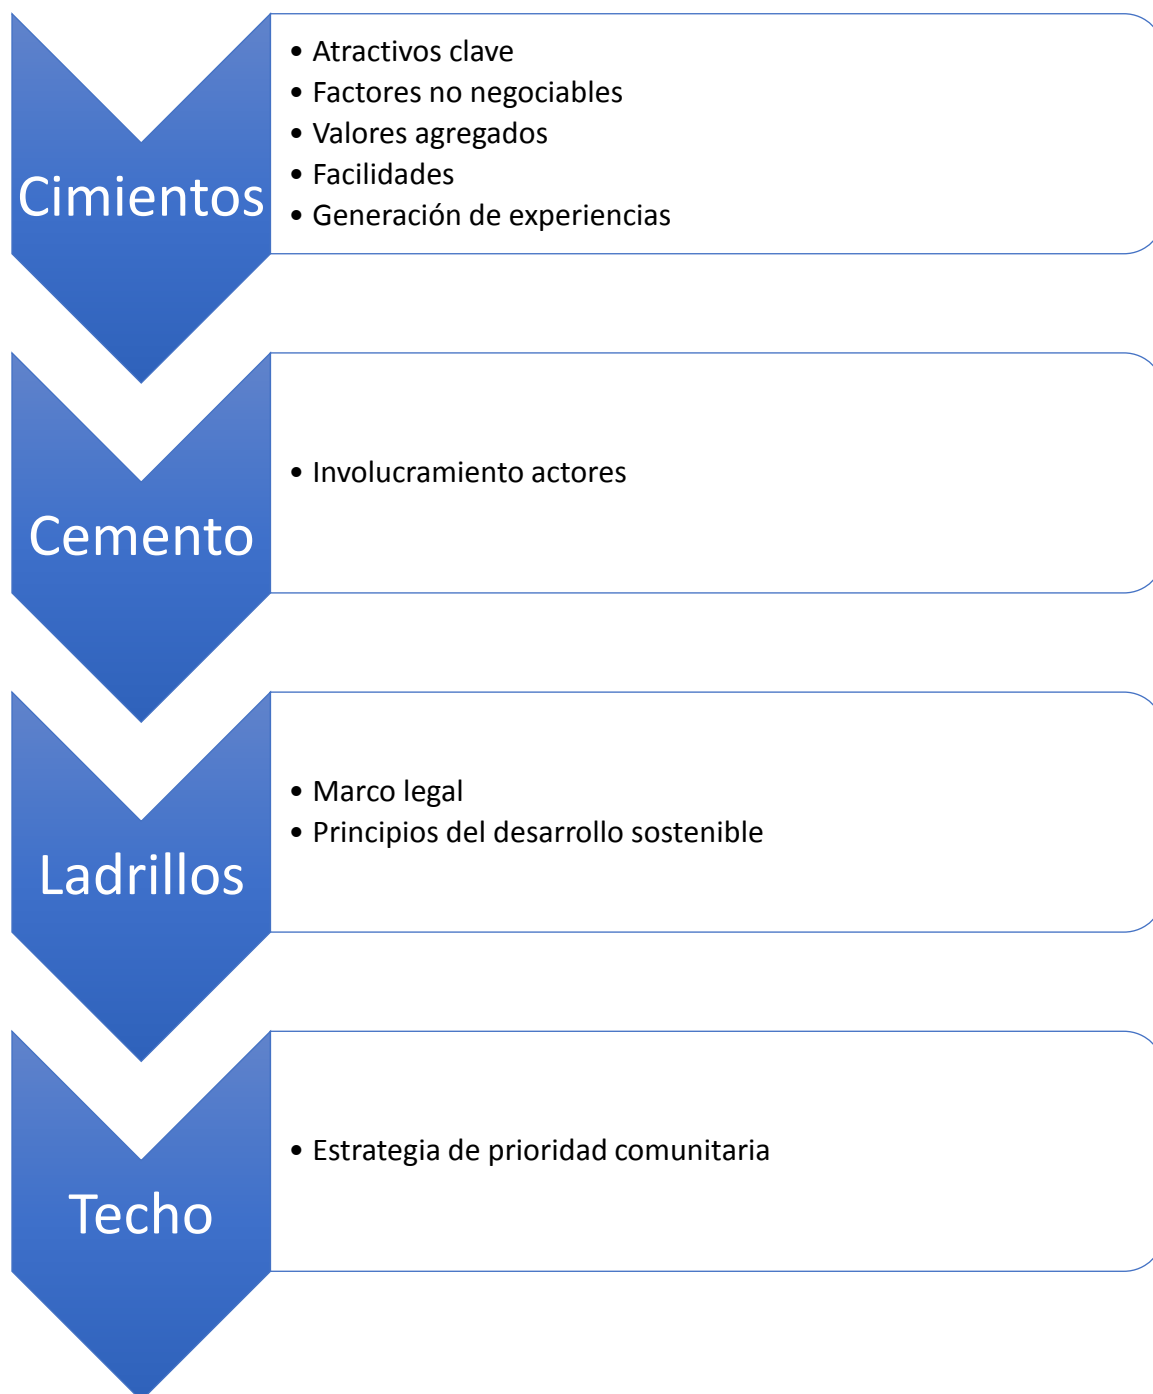 Cimientos
• Atractivos clave
• Factores no negociables
• Valores agregados
• Facilidades
• Generación de experiencias
Cemento
• Involucramiento actores
Ladrillos
• Marco legal
• Principios del desarrollo sostenible
Techo
• Estrategia de prioridad comunitaria